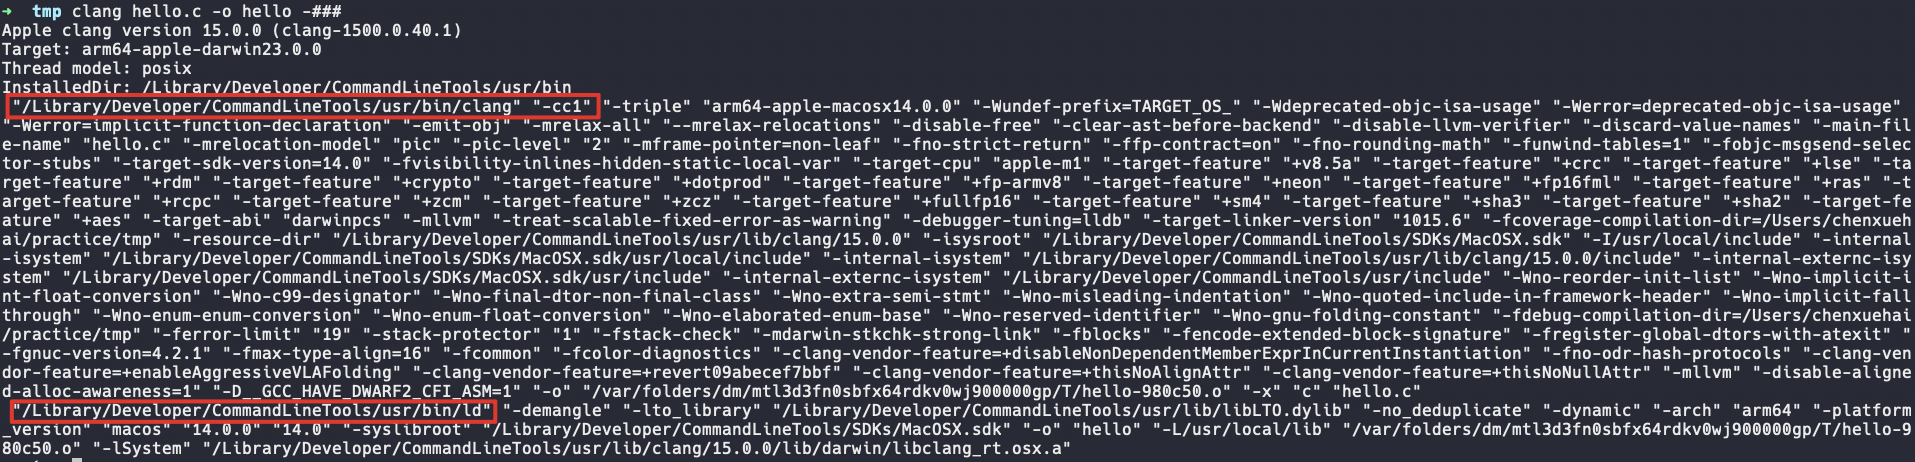 ➜  tmp clang hello.c -o hello -###
Apple clang version 15.0.0 (clang-1500.0.40.1)
Target: arm64-apple-darwin23.0.0
Thread model: posix
InstalledDir: /Library/Developer/CommandLineTools/usr/bin
 "/Library/Developer/CommandLineTools/usr/bin/clang" "-cc1" "-triple" "arm64-apple-macosx14.0.0" "-Wundef-prefix=TARGET_OS_" "-Wdeprecated-objc-isa-usage" "-Werror=deprecated-objc-isa-usage"
"-Werror=implicit-function-declaration" "-emit-obj" "-mrelax-all" "--mrelax-relocations" "-disable-free" "-clear-ast-before-backend" "-disable-llvm-verifier" "-discard-value-names" "-main-fil
e-name" "hello.c" "-mrelocation-model" "pic" "-pic-level" "2" "-mframe-pointer=non-leaf" "-fno-strict-return" "-ffp-contract=on" "-fno-rounding-math" "-funwind-tables=1" "-fobjc-msgsend-selec
tor-stubs" "-target-sdk-version=14.0" "-fvisibility-inlines-hidden-static-local-var" "-target-cpu" "apple-m1" "-target-feature" "+v8.5a" "-target-feature" "+crc" "-target-feature" "+lse" "-ta
rget-feature" "+rdm" "-target-feature" "+crypto" "-target-feature" "+dotprod" "-target-feature" "+fp-armv8" "-target-feature" "+neon" "-target-feature" "+fp16fml" "-target-feature" "+ras" "-t
arget-feature" "+rcpc" "-target-feature" "+zcm" "-target-feature" "+zcz" "-target-feature" "+fullfp16" "-target-feature" "+sm4" "-target-feature" "+sha3" "-target-feature" "+sha2" "-target-fe
ature" "+aes" "-target-abi" "darwinpcs" "-mllvm" "-treat-scalable-fixed-error-as-warning" "-debugger-tuning=lldb" "-target-linker-version" "1015.6" "-fcoverage-compilation-dir=/Users/chenxueh
ai/practice/tmp" "-resource-dir" "/Library/Developer/CommandLineTools/usr/lib/clang/15.0.0" "-isysroot" "/Library/Developer/CommandLineTools/SDKs/MacOSX.sdk" "-I/usr/local/include" "-internal
-isystem" "/Library/Developer/CommandLineTools/SDKs/MacOSX.sdk/usr/local/include" "-internal-isystem" "/Library/Developer/CommandLineTools/usr/lib/clang/15.0.0/include" "-internal-externc-isy
stem" "/Library/Developer/CommandLineTools/SDKs/MacOSX.sdk/usr/include" "-internal-externc-isystem" "/Library/Developer/CommandLineTools/usr/include" "-Wno-reorder-init-list" "-Wno-implicit-i
nt-float-conversion" "-Wno-c99-designator" "-Wno-final-dtor-non-final-class" "-Wno-extra-semi-stmt" "-Wno-misleading-indentation" "-Wno-quoted-include-in-framework-header" "-Wno-implicit-fall
through" "-Wno-enum-enum-conversion" "-Wno-enum-float-conversion" "-Wno-elaborated-enum-base" "-Wno-reserved-identifier" "-Wno-gnu-folding-constant" "-fdebug-compilation-dir=/Users/chenxuehai
/practice/tmp" "-ferror-limit" "19" "-stack-protector" "1" "-fstack-check" "-mdarwin-stkchk-strong-link" "-fblocks" "-fencode-extended-block-signature" "-fregister-global-dtors-with-atexit" "
-fgnuc-version=4.2.1" "-fmax-type-align=16" "-fcommon" "-fcolor-diagnostics" "-clang-vendor-feature=+disableNonDependentMemberExprInCurrentInstantiation" "-fno-odr-hash-protocols" "-clang-ven
dor-feature=+enableAggressiveVLAFolding" "-clang-vendor-feature=+revert09abecef7bbf" "-clang-vendor-feature=+thisNoAlignAttr" "-clang-vendor-feature=+thisNoNullAttr" "-mllvm" "-disable-aligne
d-alloc-awareness=1" "-D__GCC_HAVE_DWARF2_CFI_ASM=1" "-o" "/var/folders/dm/mtl3d3fn0sbfx64rdkv0wj900000gp/T/hello-980c50.o" "-x" "c" "hello.c"
 "/Library/Developer/CommandLineTools/usr/bin/ld" "-demangle" "-lto_library" "/Library/Developer/CommandLineTools/usr/lib/libLTO.dylib" "-no_deduplicate" "-dynamic" "-arch" "arm64" "-platform
_version" "macos" "14.0.0" "14.0" "-syslibroot" "/Library/Developer/CommandLineTools/SDKs/MacOSX.sdk" "-o" "hello" "-L/usr/local/lib" "/var/folders/dm/mtl3d3fn0sbfx64rdkv0wj900000gp/T/hello-9
80c50.o" "-lSystem" "/Library/Developer/CommandLineTools/usr/lib/clang/15.0.0/lib/darwin/libclang_rt.osx.a"